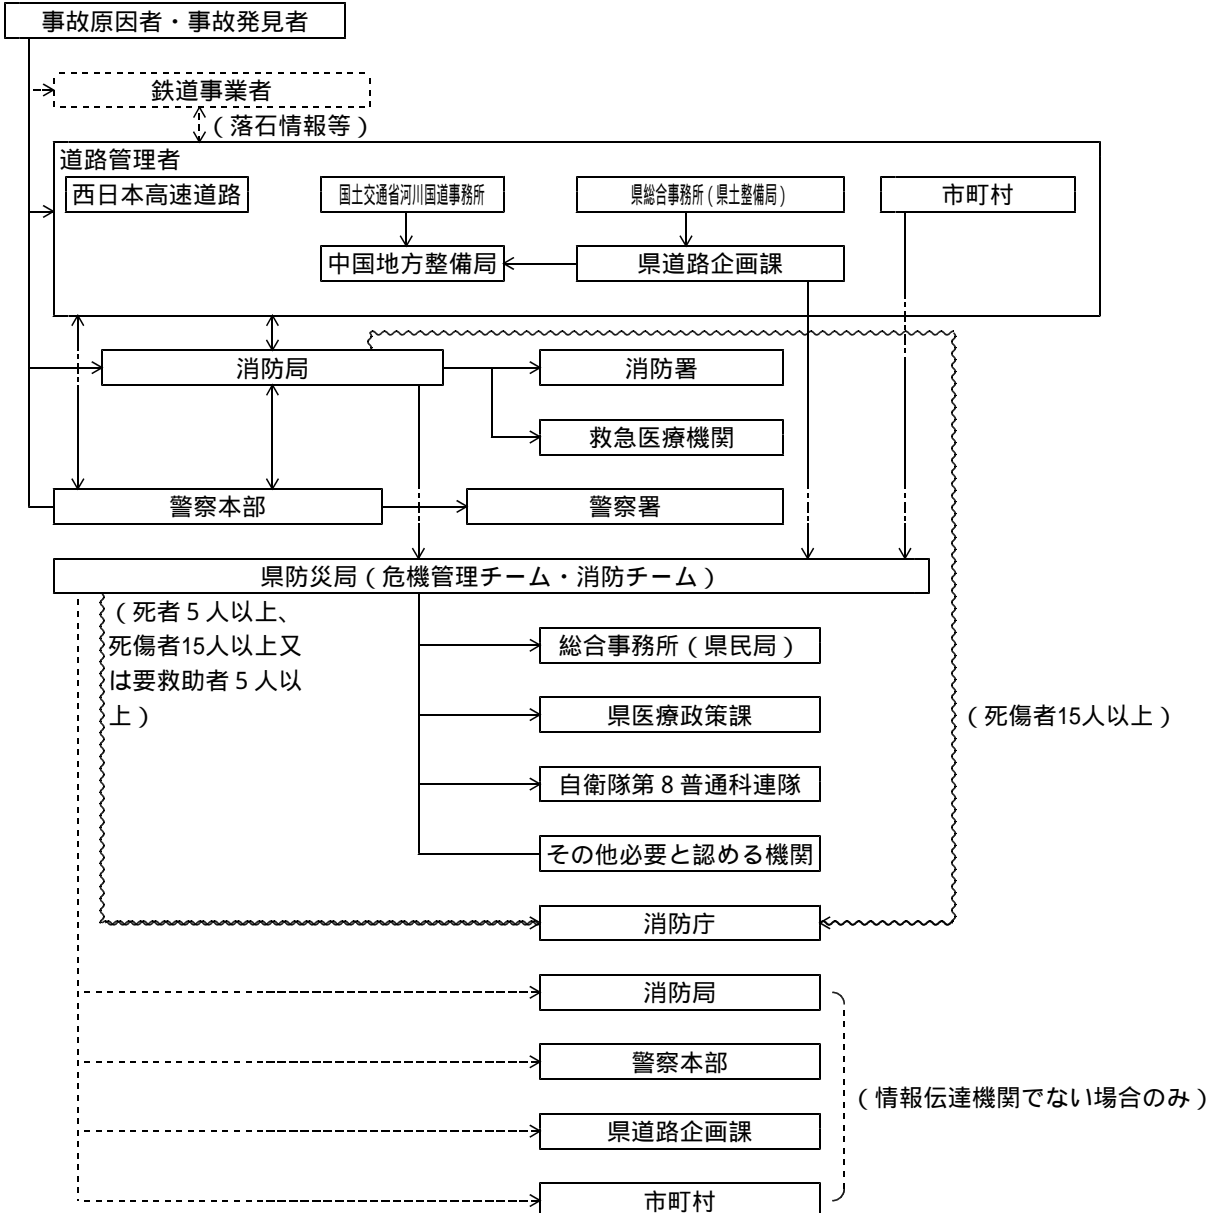 事故原因者・事故発見者
鉄道事業者
（落石情報等）
道路管理者
西日本高速道路
国土交通省河川国道事務所
県総合事務所（県土整備局）
市町村
中国地方整備局
県道路企画課
消防局
消防署
救急医療機関
警察本部
警察署
県防災局（危機管理チーム・消防チーム）
（死者５人以上、
死傷者15人以上又
は要救助者５人以
上）
総合事務所（県民局）
県医療政策課
（死傷者15人以上）
自衛隊第８普通科連隊
その他必要と認める機関
消防庁
消防局
警察本部
（情報伝達機関でない場合のみ）
県道路企画課
市町村